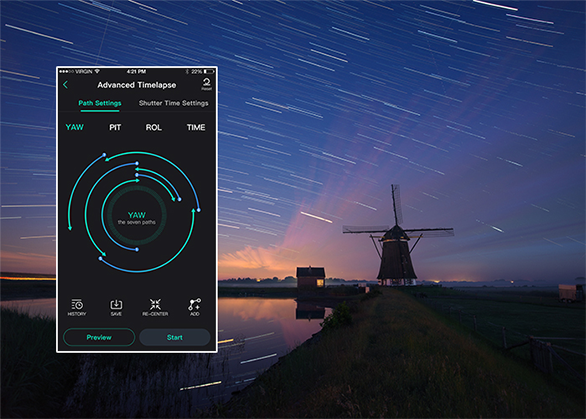 VIRGIN 4:21 PM 22%
Advanced Timelapse
Reset
Path Settings Shutter Time Settings
YAW PIT ROL TIME
YAW
the seven paths
HISTORY SAVE RE-CENTER ADD
Preview Start